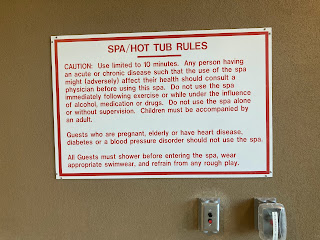 SPA/HOT TUB RULES
CAUTION: Use limited to 10 minutes. Any person having
an acute or chronic disease such that the use of the spa
might (adversely) affect their health should consult a
physician before using this spa. Do not use the spa
immediately following exercise or while under the influence
of alcohol, medication or drugs. Do not use the spa alone
or without supervision. Children must be accompanied by
an adult.
Guests who are pregnant, elderly or have heart disease,
diabetes or a blood pressure disorder should not use the spa.
All Guests must shower before entering the spa, wear
appropriate swimwear, and refrain from any rough play.